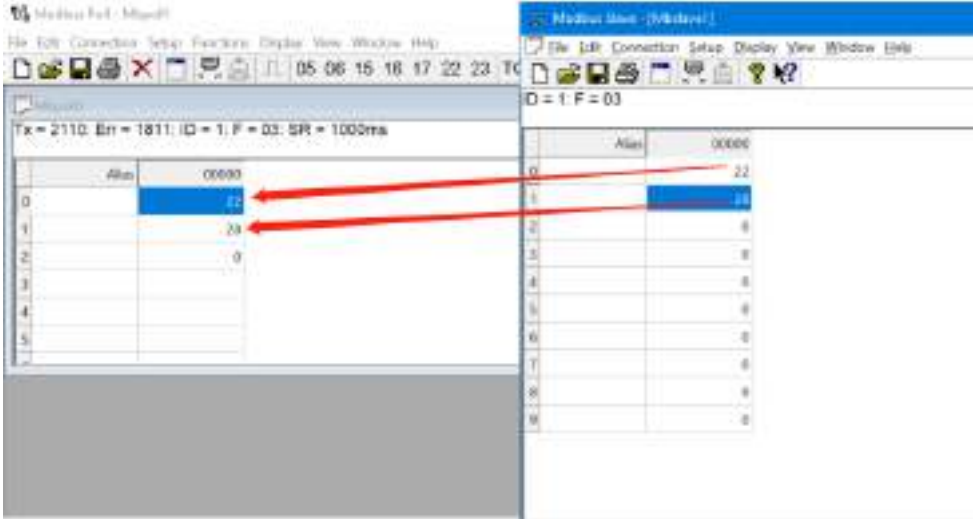 Modbus Poll - Mbpoll1
File Edit Connection Setup Functions Display View Window Help
05 06 15 16 17 22 23
Tx = 2110: Err = 1811: ID = 1: F = 03: SR = 1000ms
Alias 00000
0 22
1
2 0
3
4
5
Modbus Slave - [Mbslave1]
File Edit Connection Setup Display View Window Help
ID = 1: F = 03
Alias 00000
0 22
1
2 0
3 0
4 0
5 0
6 0
7 0
8 0
9 0